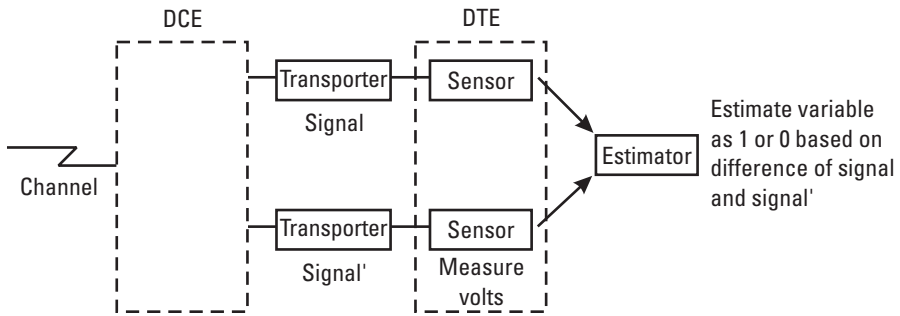 DCE
DTE
Transporter
Sensor
Signal
Channel
Estimator
Estimate variable
as 1 or 0 based on
difference of signal
and signal'
Transporter
Sensor
Signal'
Measure
volts